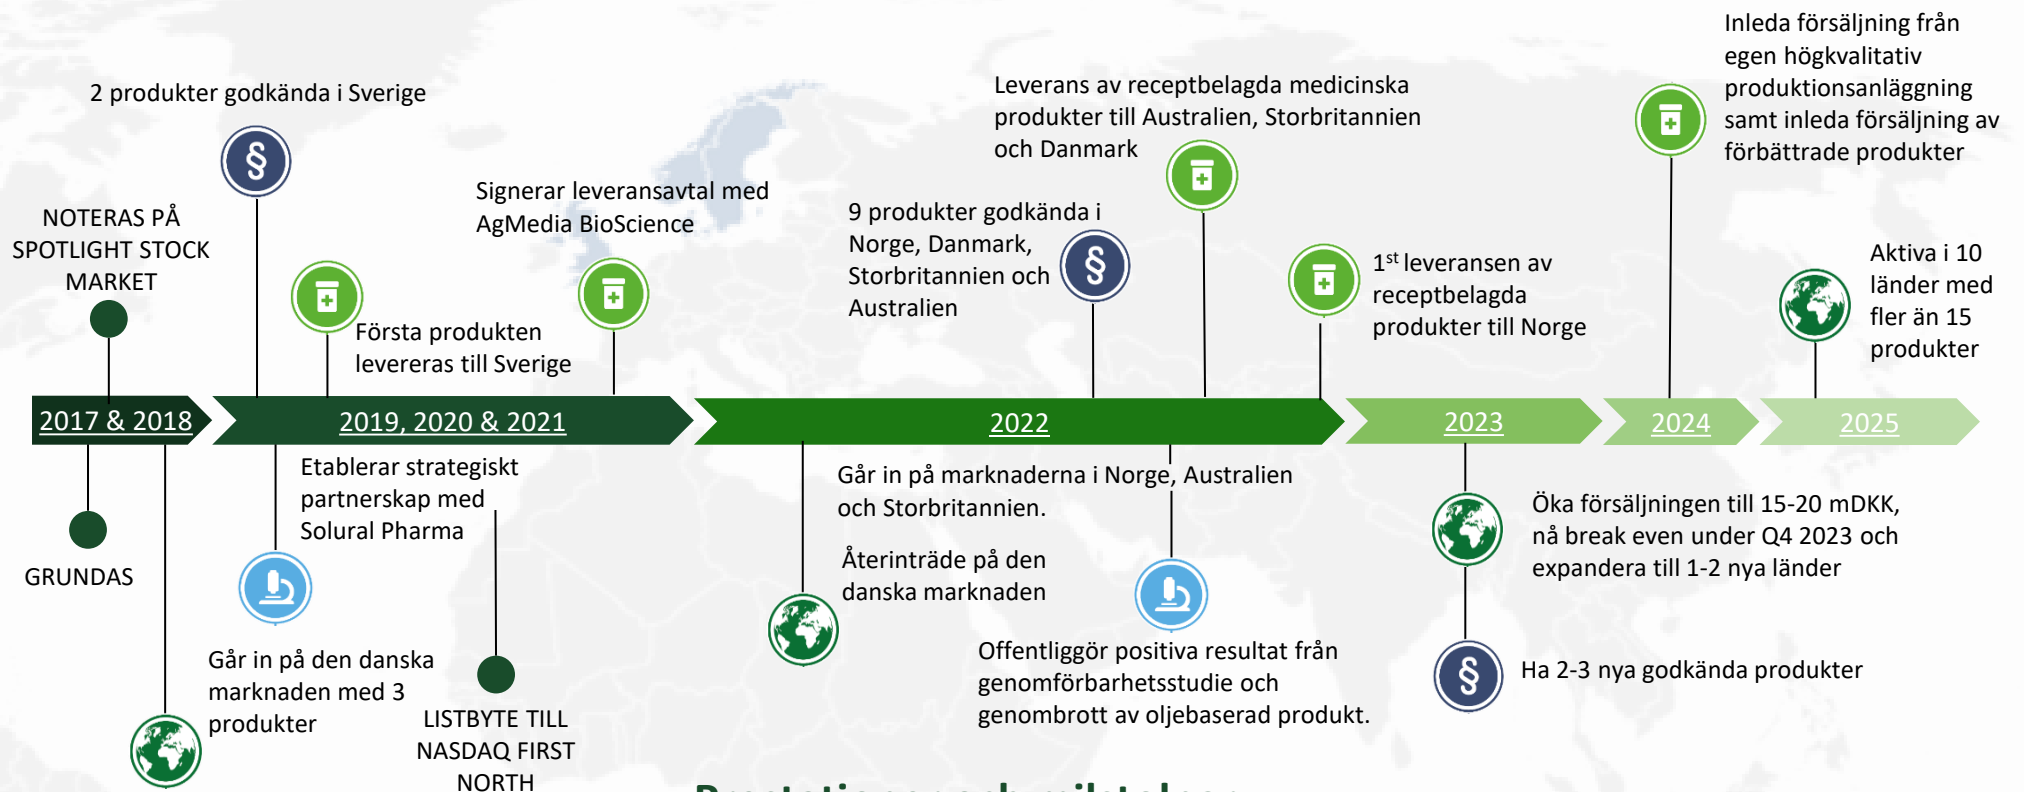 Inleda försäljning från
egen högkvalitativ
produktionsanläggning
samt inleda försäljning av
förbättrade produkter
2 produkter godkända i Sverige
Leverans av receptbelagda medicinska
produkter till Australien, Storbritannien
och Danmark
Signerar leveransavtal med
AgMedia BioScience
NOTERAS PÅ
SPOTLIGHT STOCK
MARKET
9 produkter godkända i
Norge, Danmark,
Storbritannien och
Australien
1st leveransen av
receptbelagda
produkter till Norge
Aktiva i 10
länder med
fler än 15
produkter
Första produkten
levereras till Sverige
2017 & 2018
2019, 2020 & 2021
2022
2023
2024
2025
Etablerar strategiskt
partnerskap med
Solural Pharma
Går in på marknaderna i Norge, Australien
och Storbritannien.
Återinträde på den
danska marknaden
Öka försäljningen till 15-20 mDKK,
nå break even under Q4 2023 och
expandera till 1-2 nya länder
GRUNDAS
Går in på den danska
marknaden med 3
produkter
Offentliggör positiva resultat från
genomförbarhetsstudie och
genombrott av oljebaserad produkt.
§ Ha 2-3 nya godkända produkter
LISTBYTE TILL
NASDAQ FIRST
NORTH